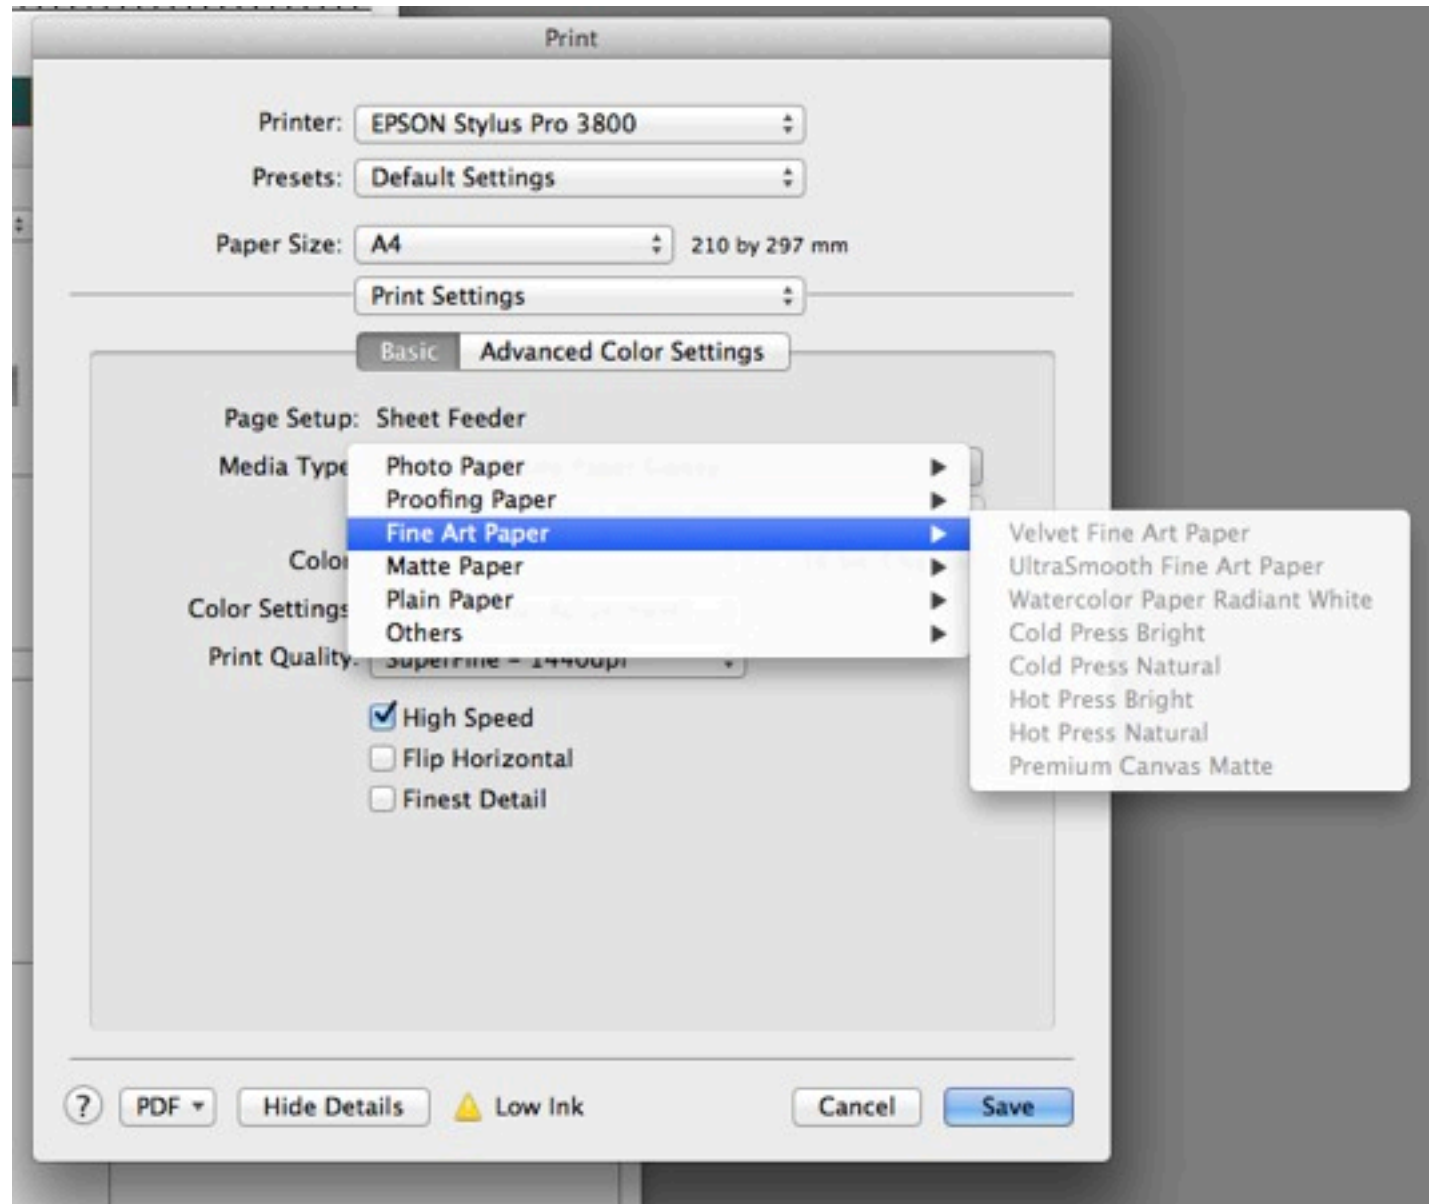 Print
Printer: EPSON Stylus Pro 3800
Presets: Default Settings
Paper Size: A4 210 by 297 mm
Print Settings
Basic Advanced Color Settings
Page Setup: Sheet Feeder
Media Type
Photo Paper
Proofing Paper
Fine Art Paper
Velvet Fine Art Paper
UltraSmooth Fine Art Paper
Watercolor Paper Radiant White
Cold Press Bright
Cold Press Natural
Hot Press Bright
Hot Press Natural
Premium Canvas Matte
Matte Paper
Plain Paper
Others
Color
Color Settings
Print Quality: SuperFine - 1440dpi
High Speed
Flip Horizontal
Finest Detail
? PDF Hide Details Low Ink Cancel Save